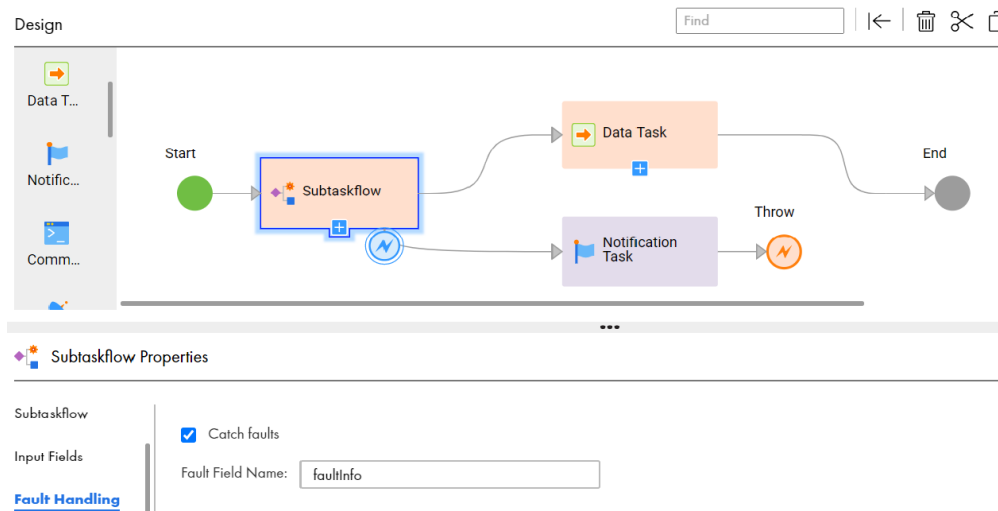 Design
Find
Data T...
Notific...
Comm...
Start
Subtaskflow
Data Task
End
Notification
Task
Throw
Subtaskflow Properties
Subtaskflow
Input Fields
Fault Handling
Catch faults
Fault Field Name:
faultInfo